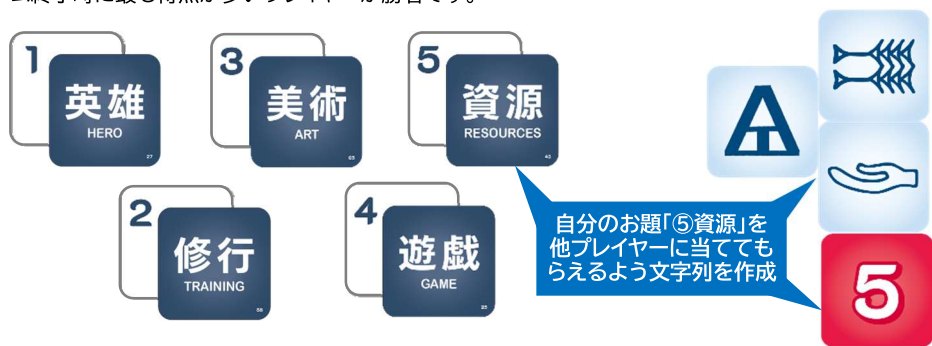 1
英雄
HERO
27
3
美術
ART
5
資源
RESOURCES
43
2
修行
TRAINING
4
遊戯
GAME
自分のお題「⑤資源」を
他プレイヤーに当てても
らえるよう文字列を作成
5